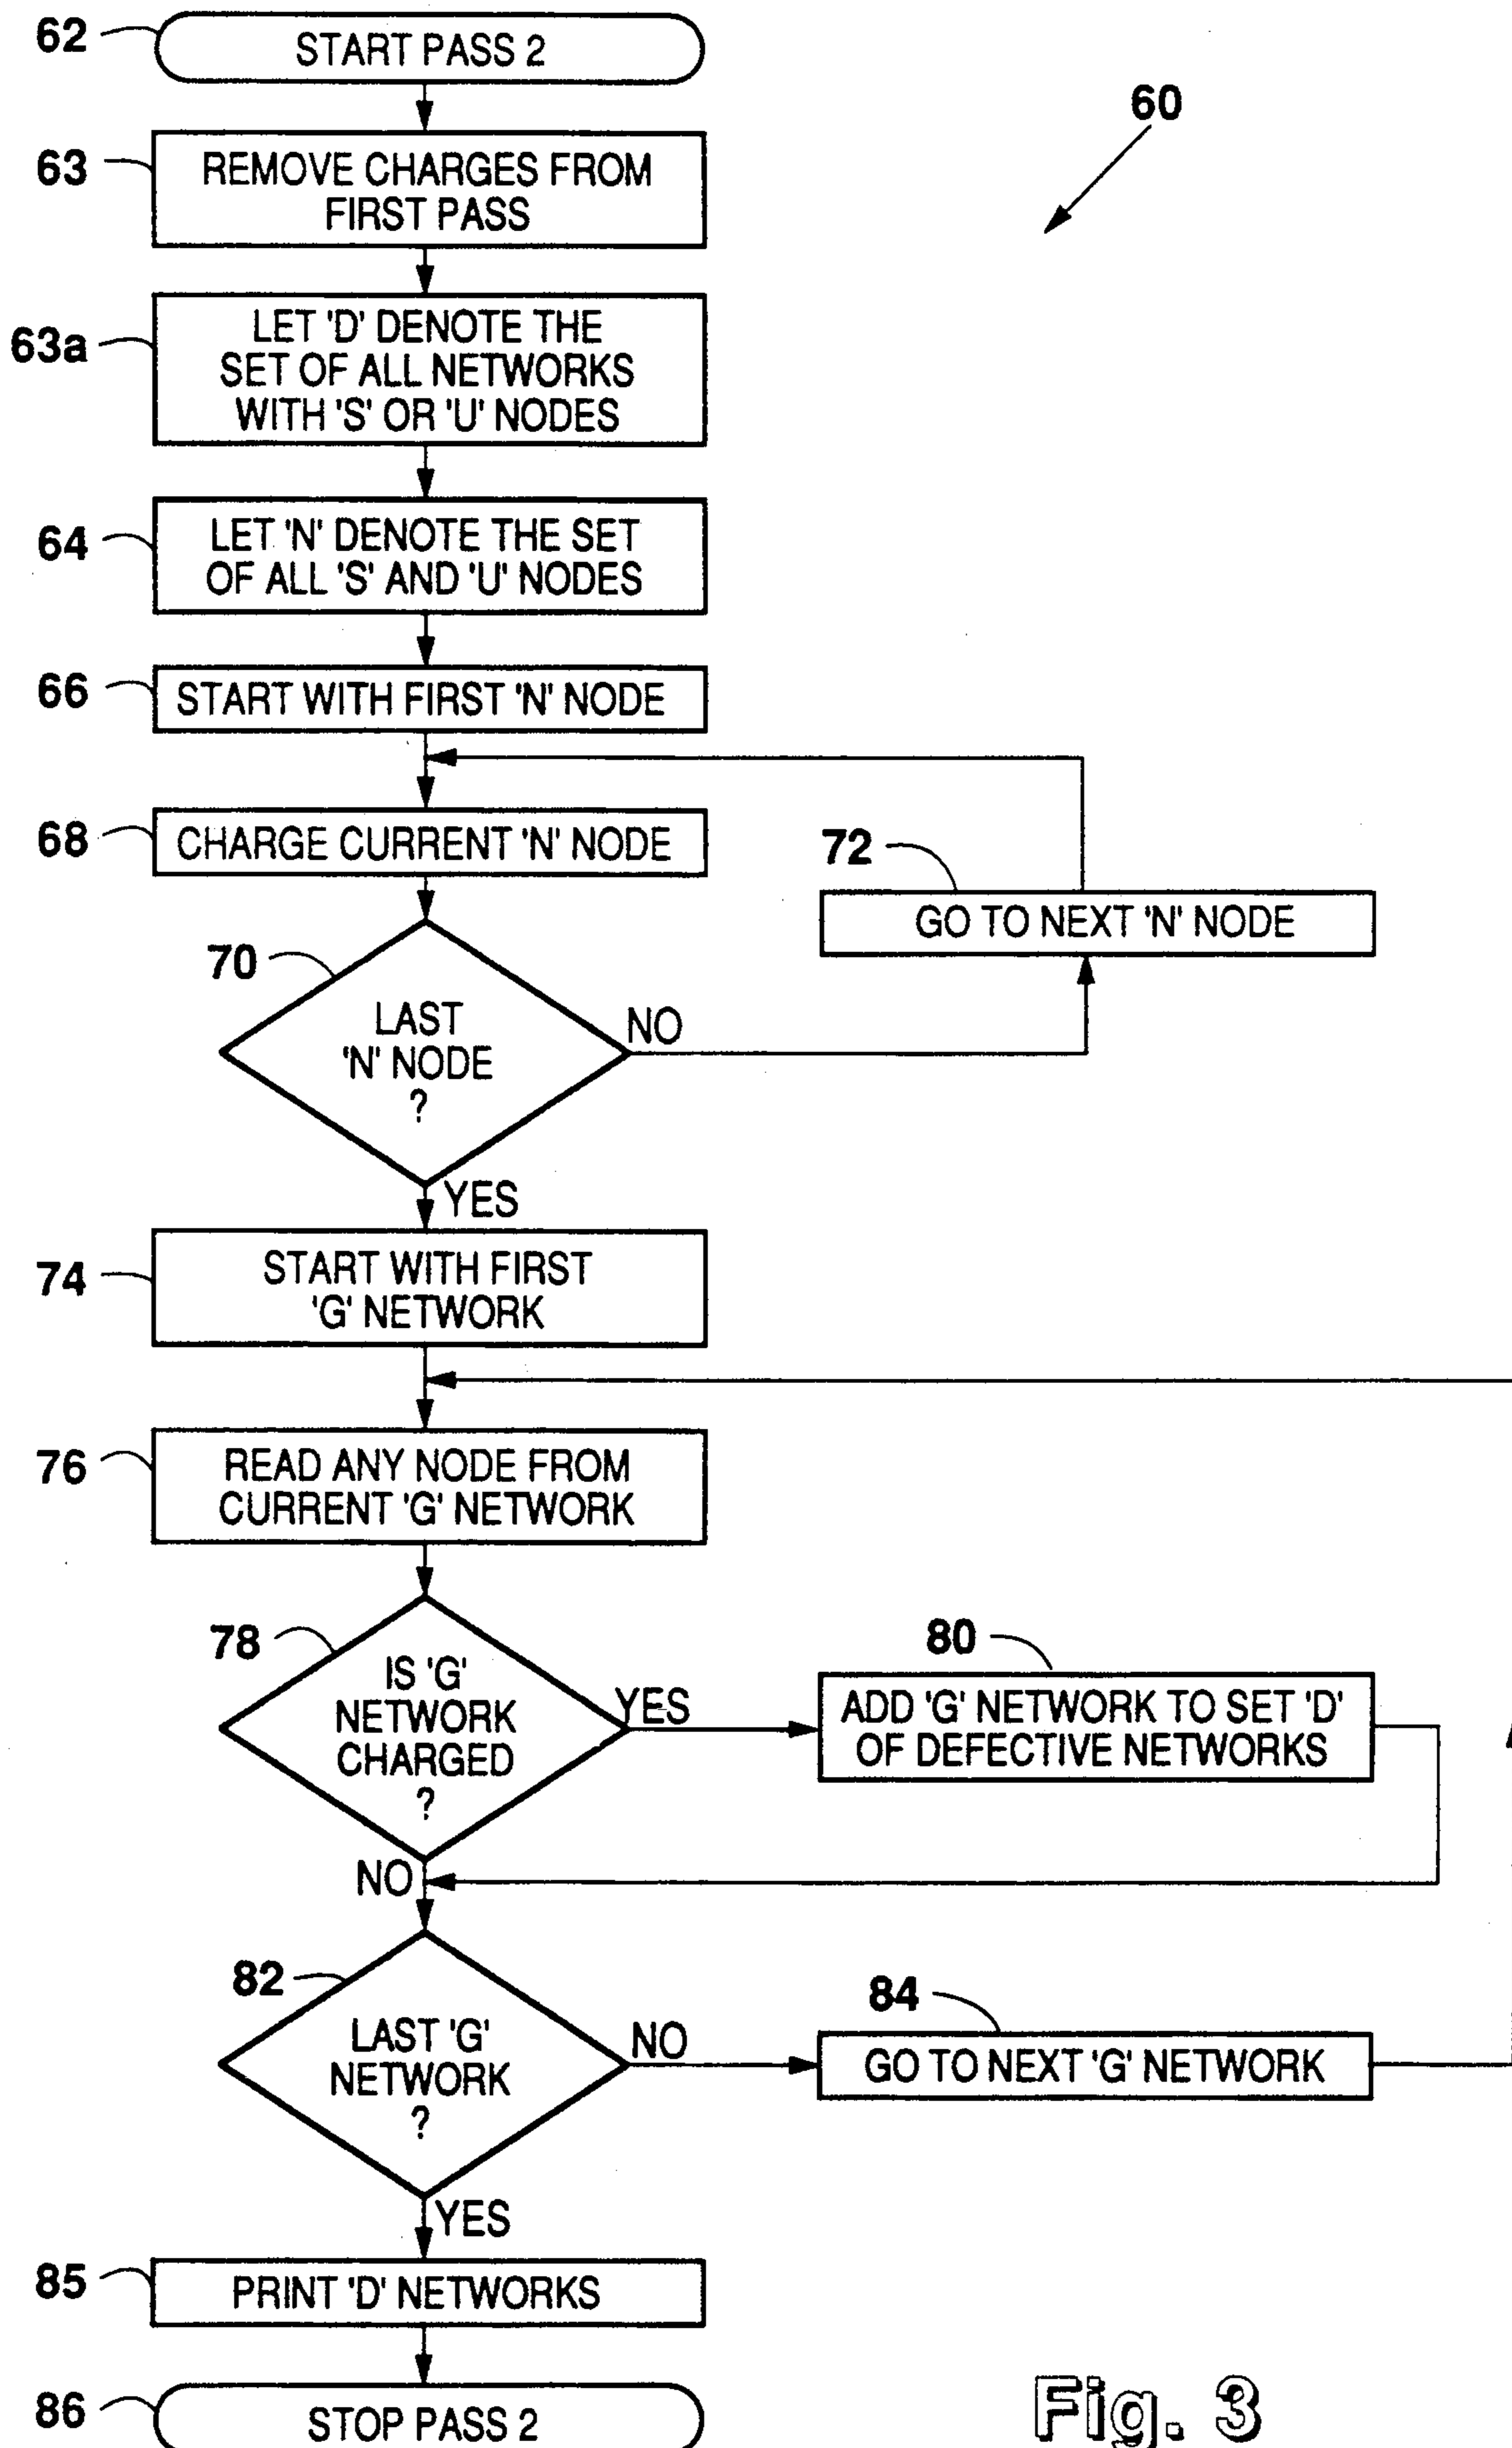 62
START PASS 2
60
63
REMOVE CHARGES FROM
FIRST PASS
63a
LET 'D' DENOTE THE
SET OF ALL NETWORKS
WITH 'S' OR 'U' NODES
64
LET 'N' DENOTE THE SET
OF ALL 'S' AND 'U' NODES
66
START WITH FIRST 'N' NODE
68
CHARGE CURRENT 'N' NODE
72
GO TO NEXT 'N' NODE
70
LAST
'N' NODE
?
NO
YES
74
START WITH FIRST
'G' NETWORK
76
READ ANY NODE FROM
CURRENT 'G' NETWORK
78
IS 'G'
NETWORK
CHARGED
?
YES
80
ADD 'G' NETWORK TO SET 'D'
OF DEFECTIVE NETWORKS
NO
82
LAST 'G'
NETWORK
?
NO
84
GO TO NEXT 'G' NETWORK
YES
85
PRINT 'D' NETWORKS
86
STOP PASS 2
Fig. 3